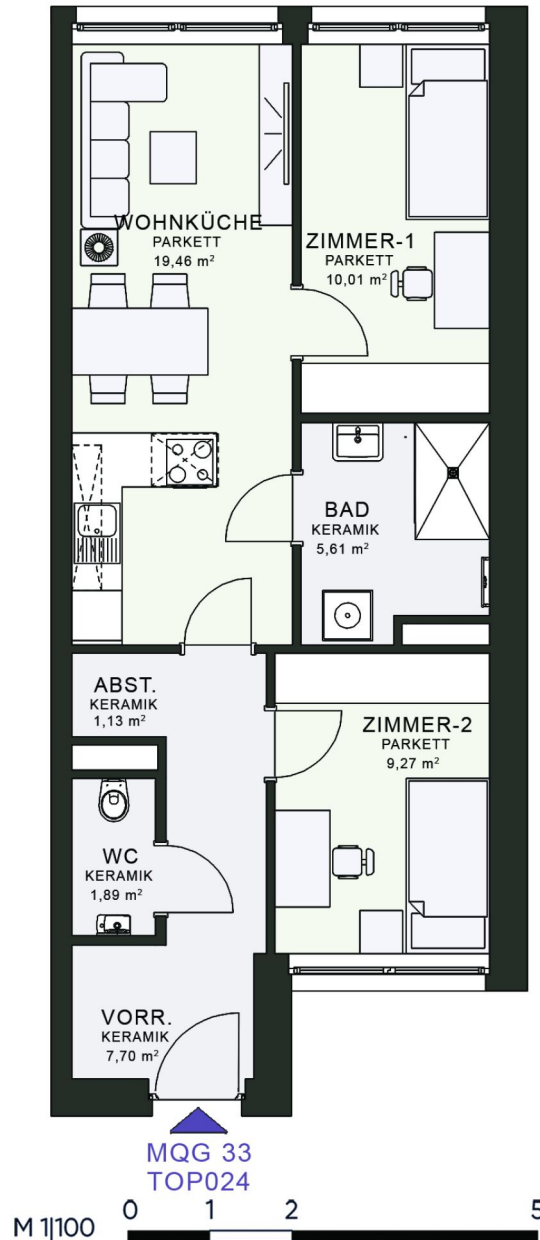 WOHNKÜCHE
PARKETT
19,46 m²
ZIMMER-1
PARKETT
10,01 m²
BAD
KERAMIK
5,61 m²
ABST.
KERAMIK
1,13 m²
ZIMMER-2
PARKETT
9,27 m²
WC
KERAMIK
1,89 m²
VORR.
KERAMIK
7,70 m²
MQG 33
TOP024
M 1|100
0 1 2 5